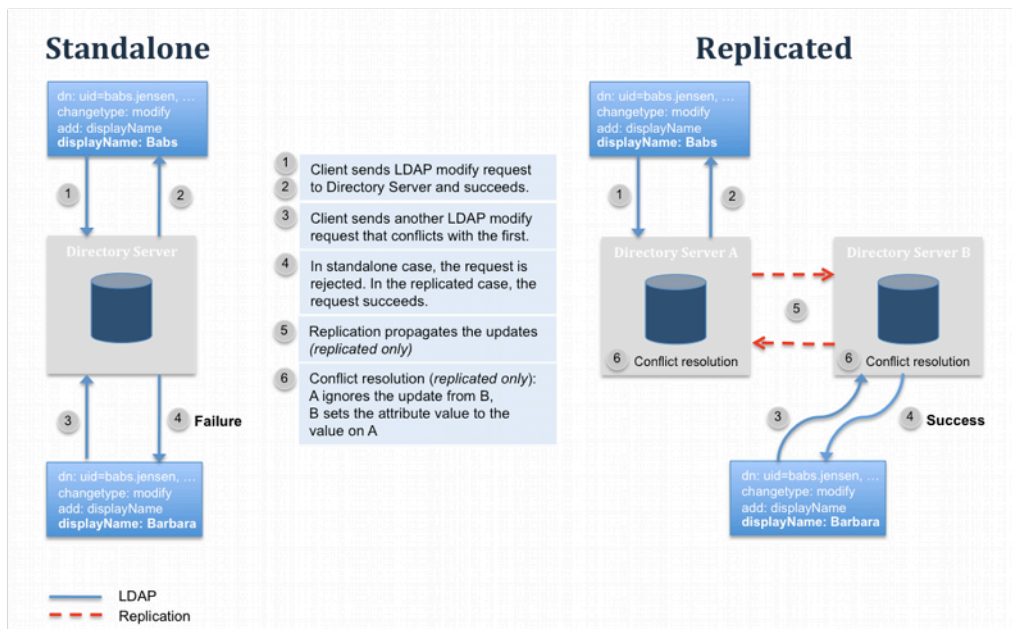 Standalone
dn: uid=babs.jensen, …
changetype: modify
add: displayName
displayName: Babs
1
2
Directory Server
3
4 Failure
dn: uid=babs.jensen, …
changetype: modify
add: displayName
displayName: Barbara
LDAP
Replication
1 Client sends LDAP modify request
2 to Directory Server and succeeds.
3 Client sends another LDAP modify
request that conflicts with the first.
4 In standalone case, the request is
rejected. In the replicated case, the
request succeeds.
5 Replication propagates the updates
(replicated only)
6 Conflict resolution (replicated only):
A ignores the update from B,
B sets the attribute value to the
value on A
Replicated
dn: uid=babs.jensen, …
changetype: modify
add: displayName
displayName: Babs
1
2
Directory Server A
Directory Server B
5
6 Conflict resolution
6 Conflict resolution
3
4 Success
dn: uid=babs.jensen, …
changetype: modify
add: displayName
displayName: Barbara